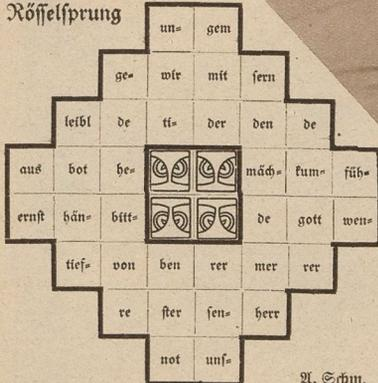 Rösselsprung
un= gem
ge= wir mit sern
leibl de ti= der den de
aus bot he= mäch= kum= füh=
ernst hän= bitt= de gott wen=
tief= von ben rer mer rer
re ster sen= herr
not uns=
A. Schm.